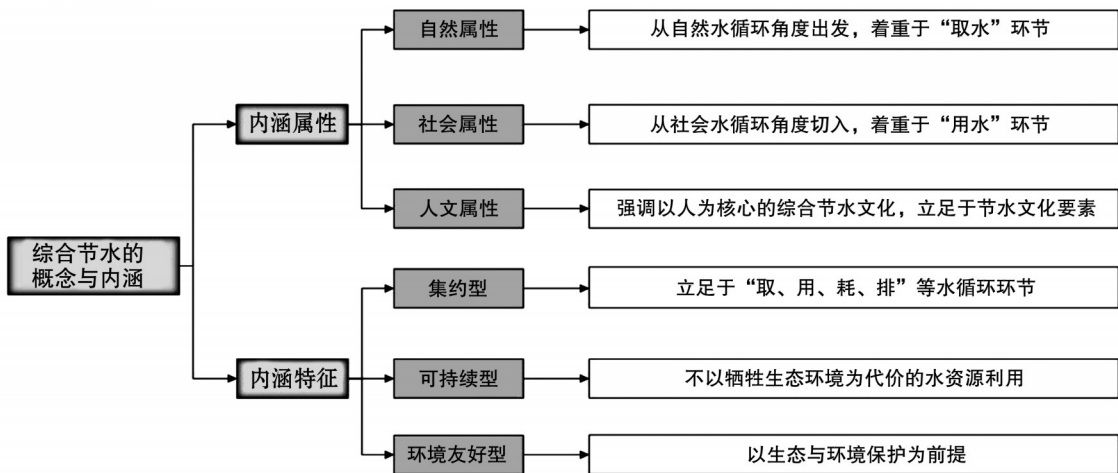 综合节水的
概念与内涵
内涵属性
自然属性
从自然水循环角度出发，着重于“取水”环节
社会属性
从社会水循环角度切入，着重于“用水”环节
人文属性
强调以人为核心的综合节水文化，立足于节水文化要素
内涵特征
集约型
立足于“取、用、耗、排”等水循环环节
可持续型
不以牺牲生态环境为代价的水资源利用
环境友好型
以生态与环境保护为前提